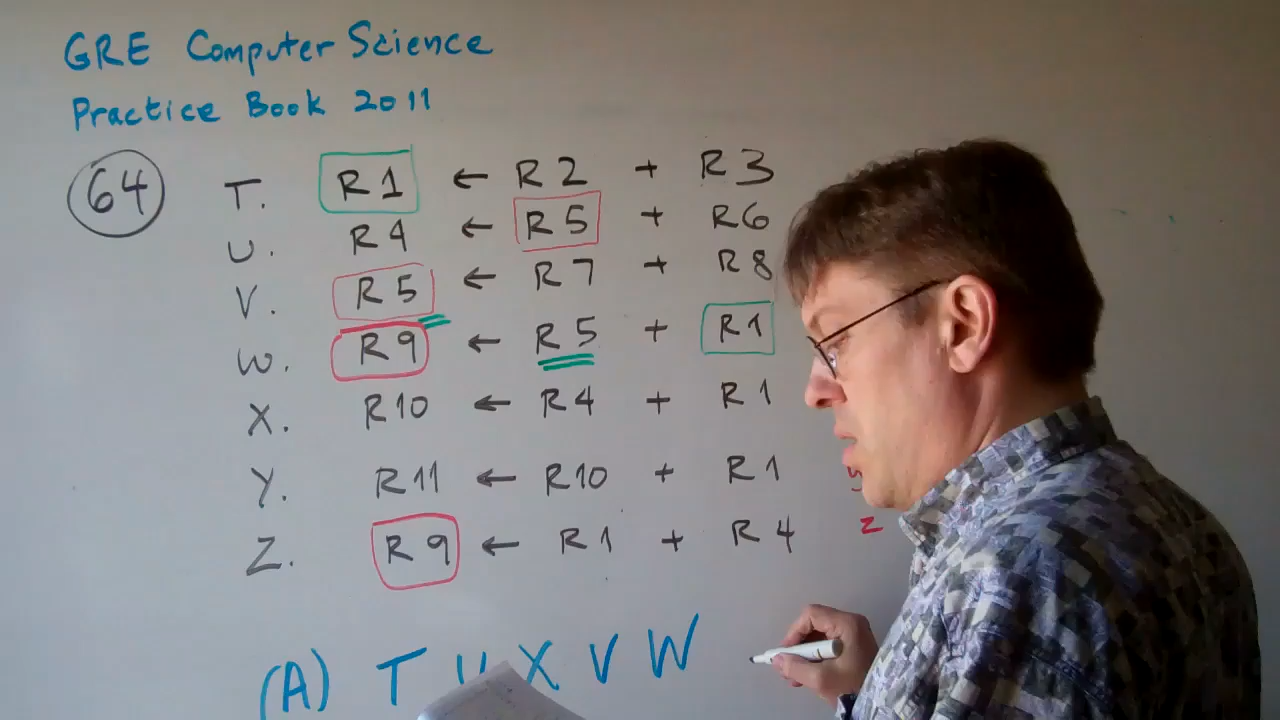 GRE Computer Science
Practice Book 2011
64
T. R1 ← R2 + R3
U. R4 ← R5 + R6
V. R5 ← R7 + R8
W. R9 ← R5 + R1
X. R10 ← R4 + R1
Y. R11 ← R10 + R1
Z. R9 ← R1 + R4 Z
(A) T U X V W